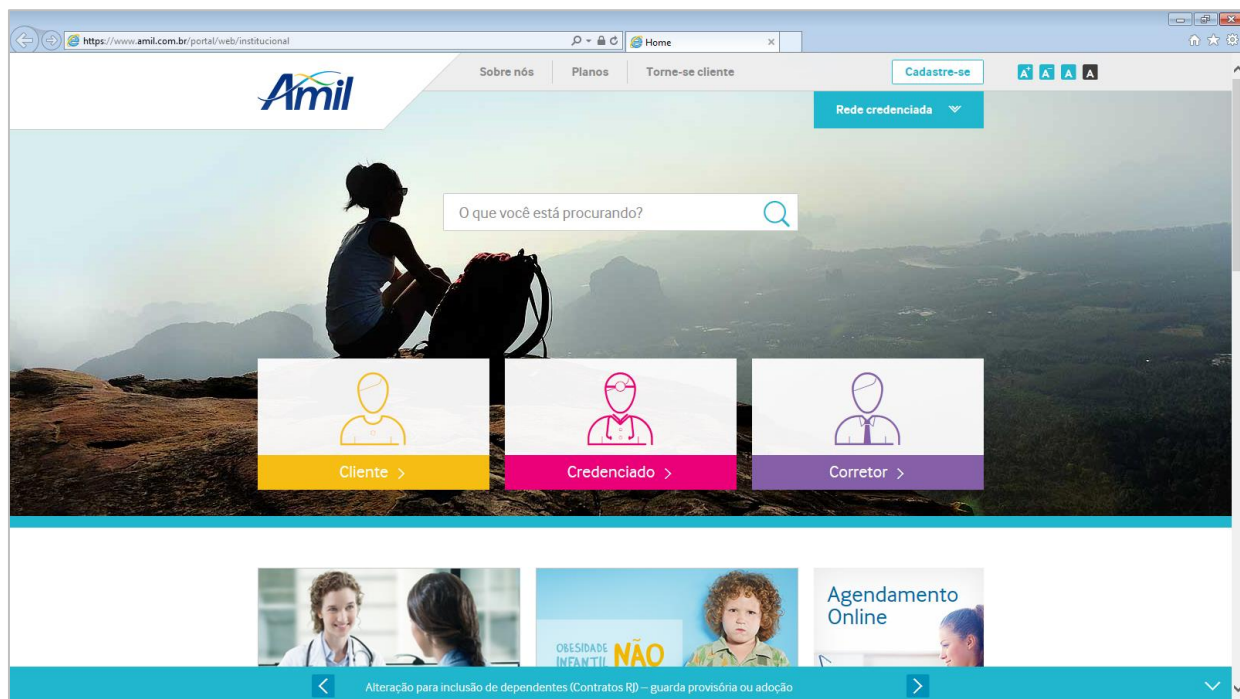 https://www.amil.com.br/portal/web/institucional
Home
Amil
Sobre nós
Planos
Torne-se cliente
Cadastre-se
A+ A- A A
Rede credenciada
O que você está procurando?
Cliente >
Credenciado >
Corretor >
OBESIDADE
INFANTIL NÃO
Agendamento
Online
Alteração para inclusão de dependentes (Contratos RJ) – guarda provisória ou adoção